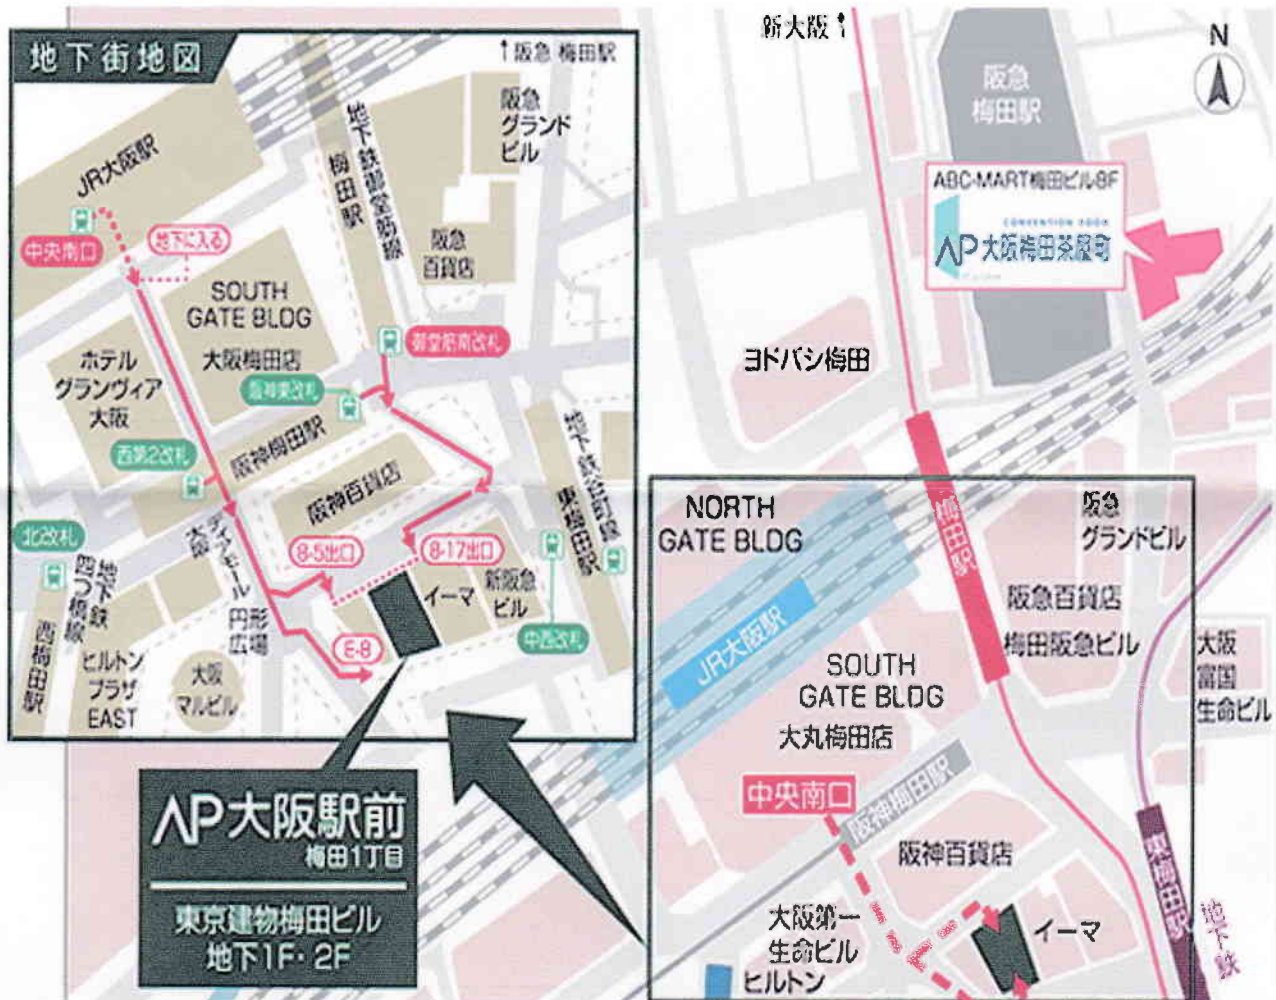 地下街地図
↑阪急 梅田駅
JR大阪駅
中央南口
地下に入る
地下鉄御堂筋線
梅田駅
阪急
グランド
ビル
阪急
百貨店
SOUTH
GATE BLDG
大阪梅田店
ホテル
グランヴィア
大阪
御堂筋南改札
阪神東改札
西第2改札
阪神梅田駅
阪神百貨店
東梅田駅
北改札
地下鉄
四つ橋線
西梅田駅
大阪
円形
広場
8-5出口
8-17出口
E-8
イーマ
新阪急
ビル
中西改札
ヒルトン
プラザ
EAST
大阪
マルビル
AP大阪駅前
梅田1丁目
東京建物梅田ビル
地下1F・2F
新大阪↑
N
阪急
梅田駅
ABC-MART梅田ビル8F
CONVENTION ROOM
AP大阪梅田茶屋町
ヨドバシ梅田
NORTH
GATE BLDG
梅田駅
阪急
グランドビル
JR大阪駅
阪急百貨店
梅田阪急ビル
大阪
富国
生命ビル
SOUTH
GATE BLDG
大丸梅田店
中央南口
阪神梅田駅
阪神百貨店
大阪第一
生命ビル
ヒルトン
イーマ
東梅田駅
地下鉄